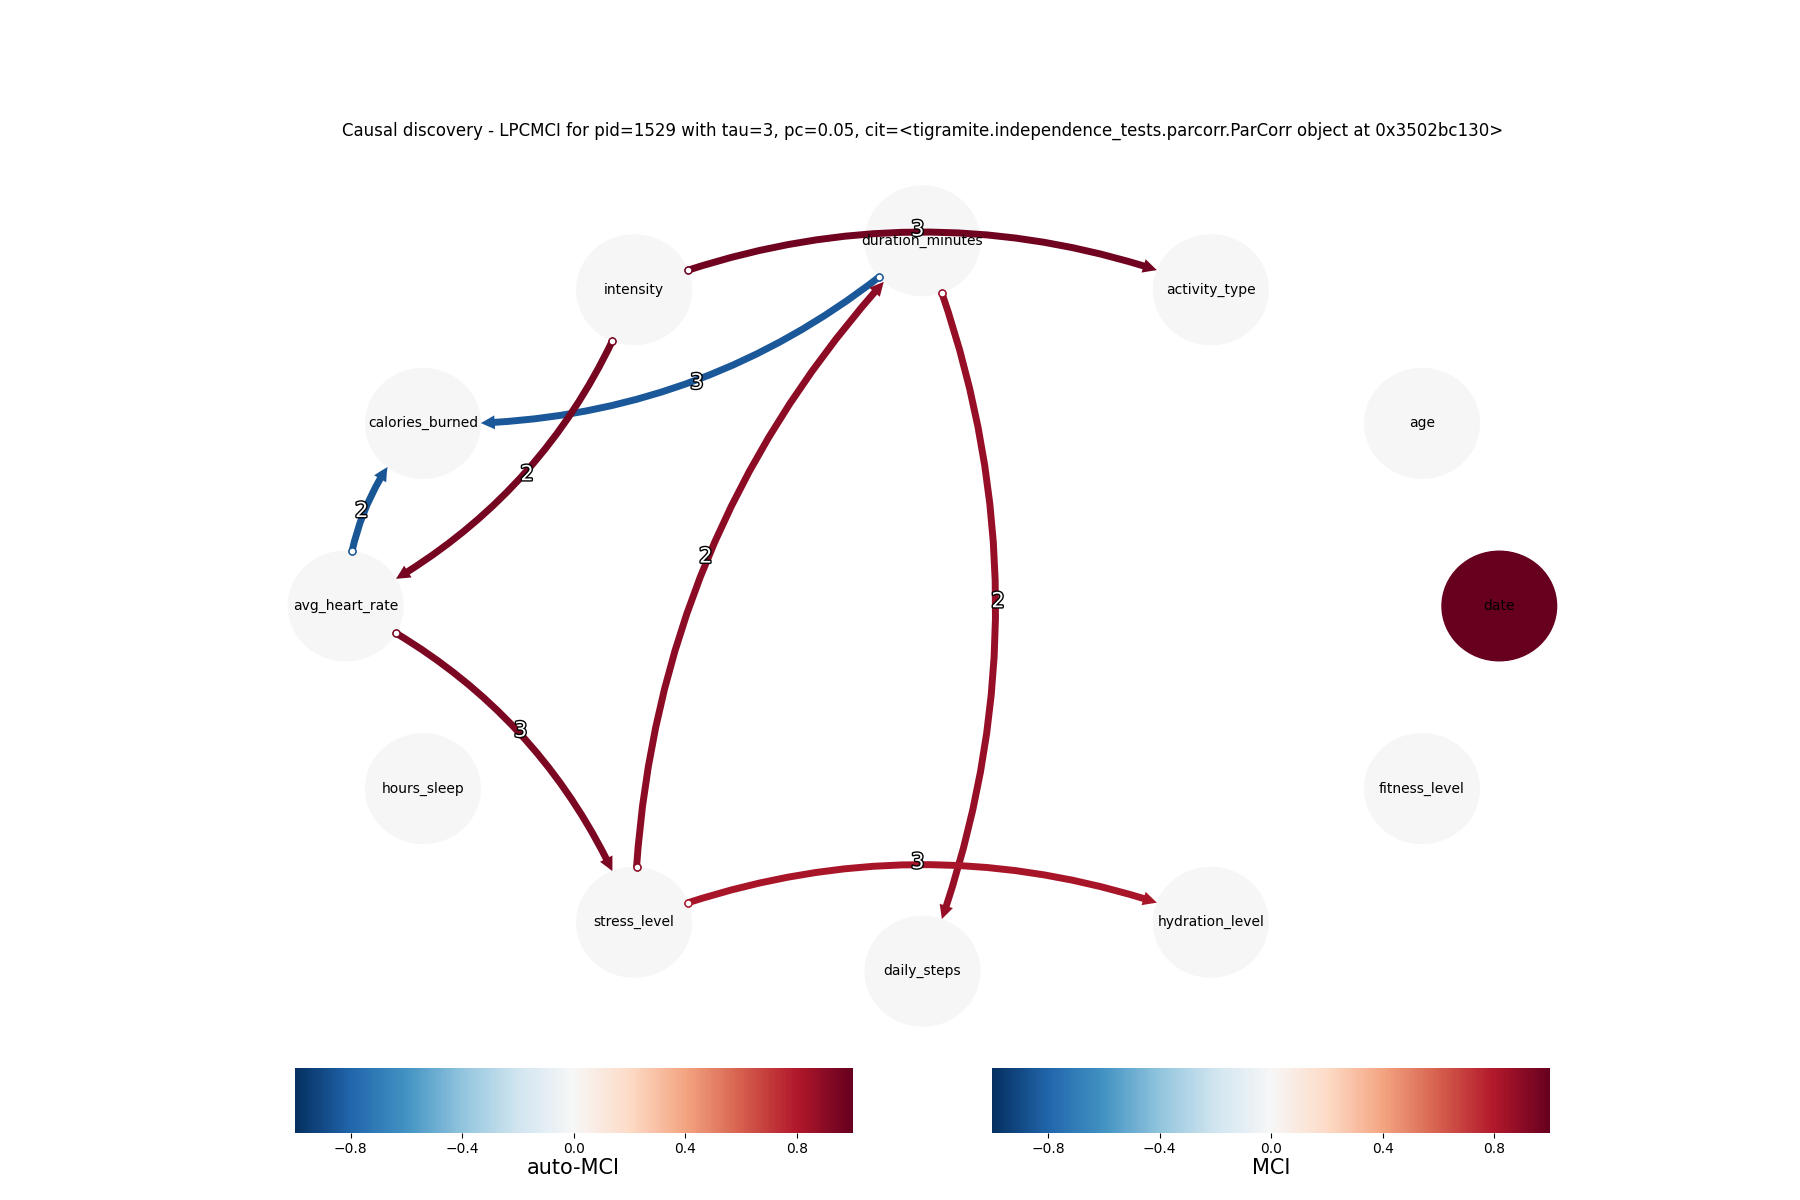 Causal discovery - LPCMCI for pid=1529 with tau=3, pc=0.05, cit=<tigramite.independence_tests.parcorr.ParCorr object at 0x3502bc130>
3
duration_minutes
intensity
activity_type
3
calories_burned
age
2
2
2
2
avg_heart_rate
date
3
hours_sleep
fitness_level
3
stress_level
hydration_level
daily_steps
−0.8 −0.4 0.0 0.4 0.8
auto-MCI
−0.8 −0.4 0.0 0.4 0.8
MCI